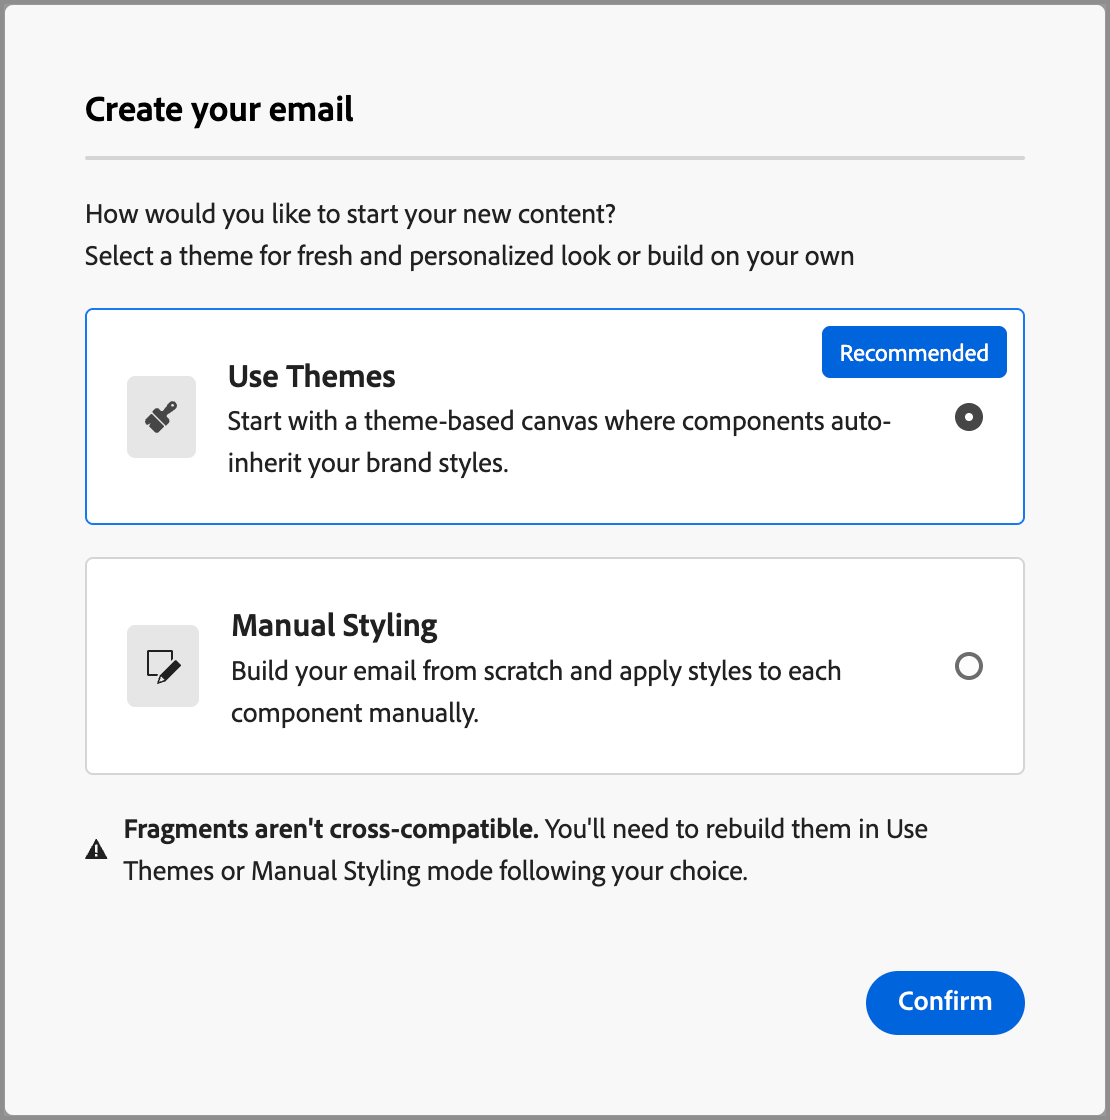 Create your email
How would you like to start your new content?
Select a theme for fresh and personalized look or build on your own
Recommended
Use Themes
Start with a theme-based canvas where components auto-
inherit your brand styles.
Manual Styling
Build your email from scratch and apply styles to each
component manually.
Fragments aren't cross-compatible. You'll need to rebuild them in Use
Themes or Manual Styling mode following your choice.
Confirm